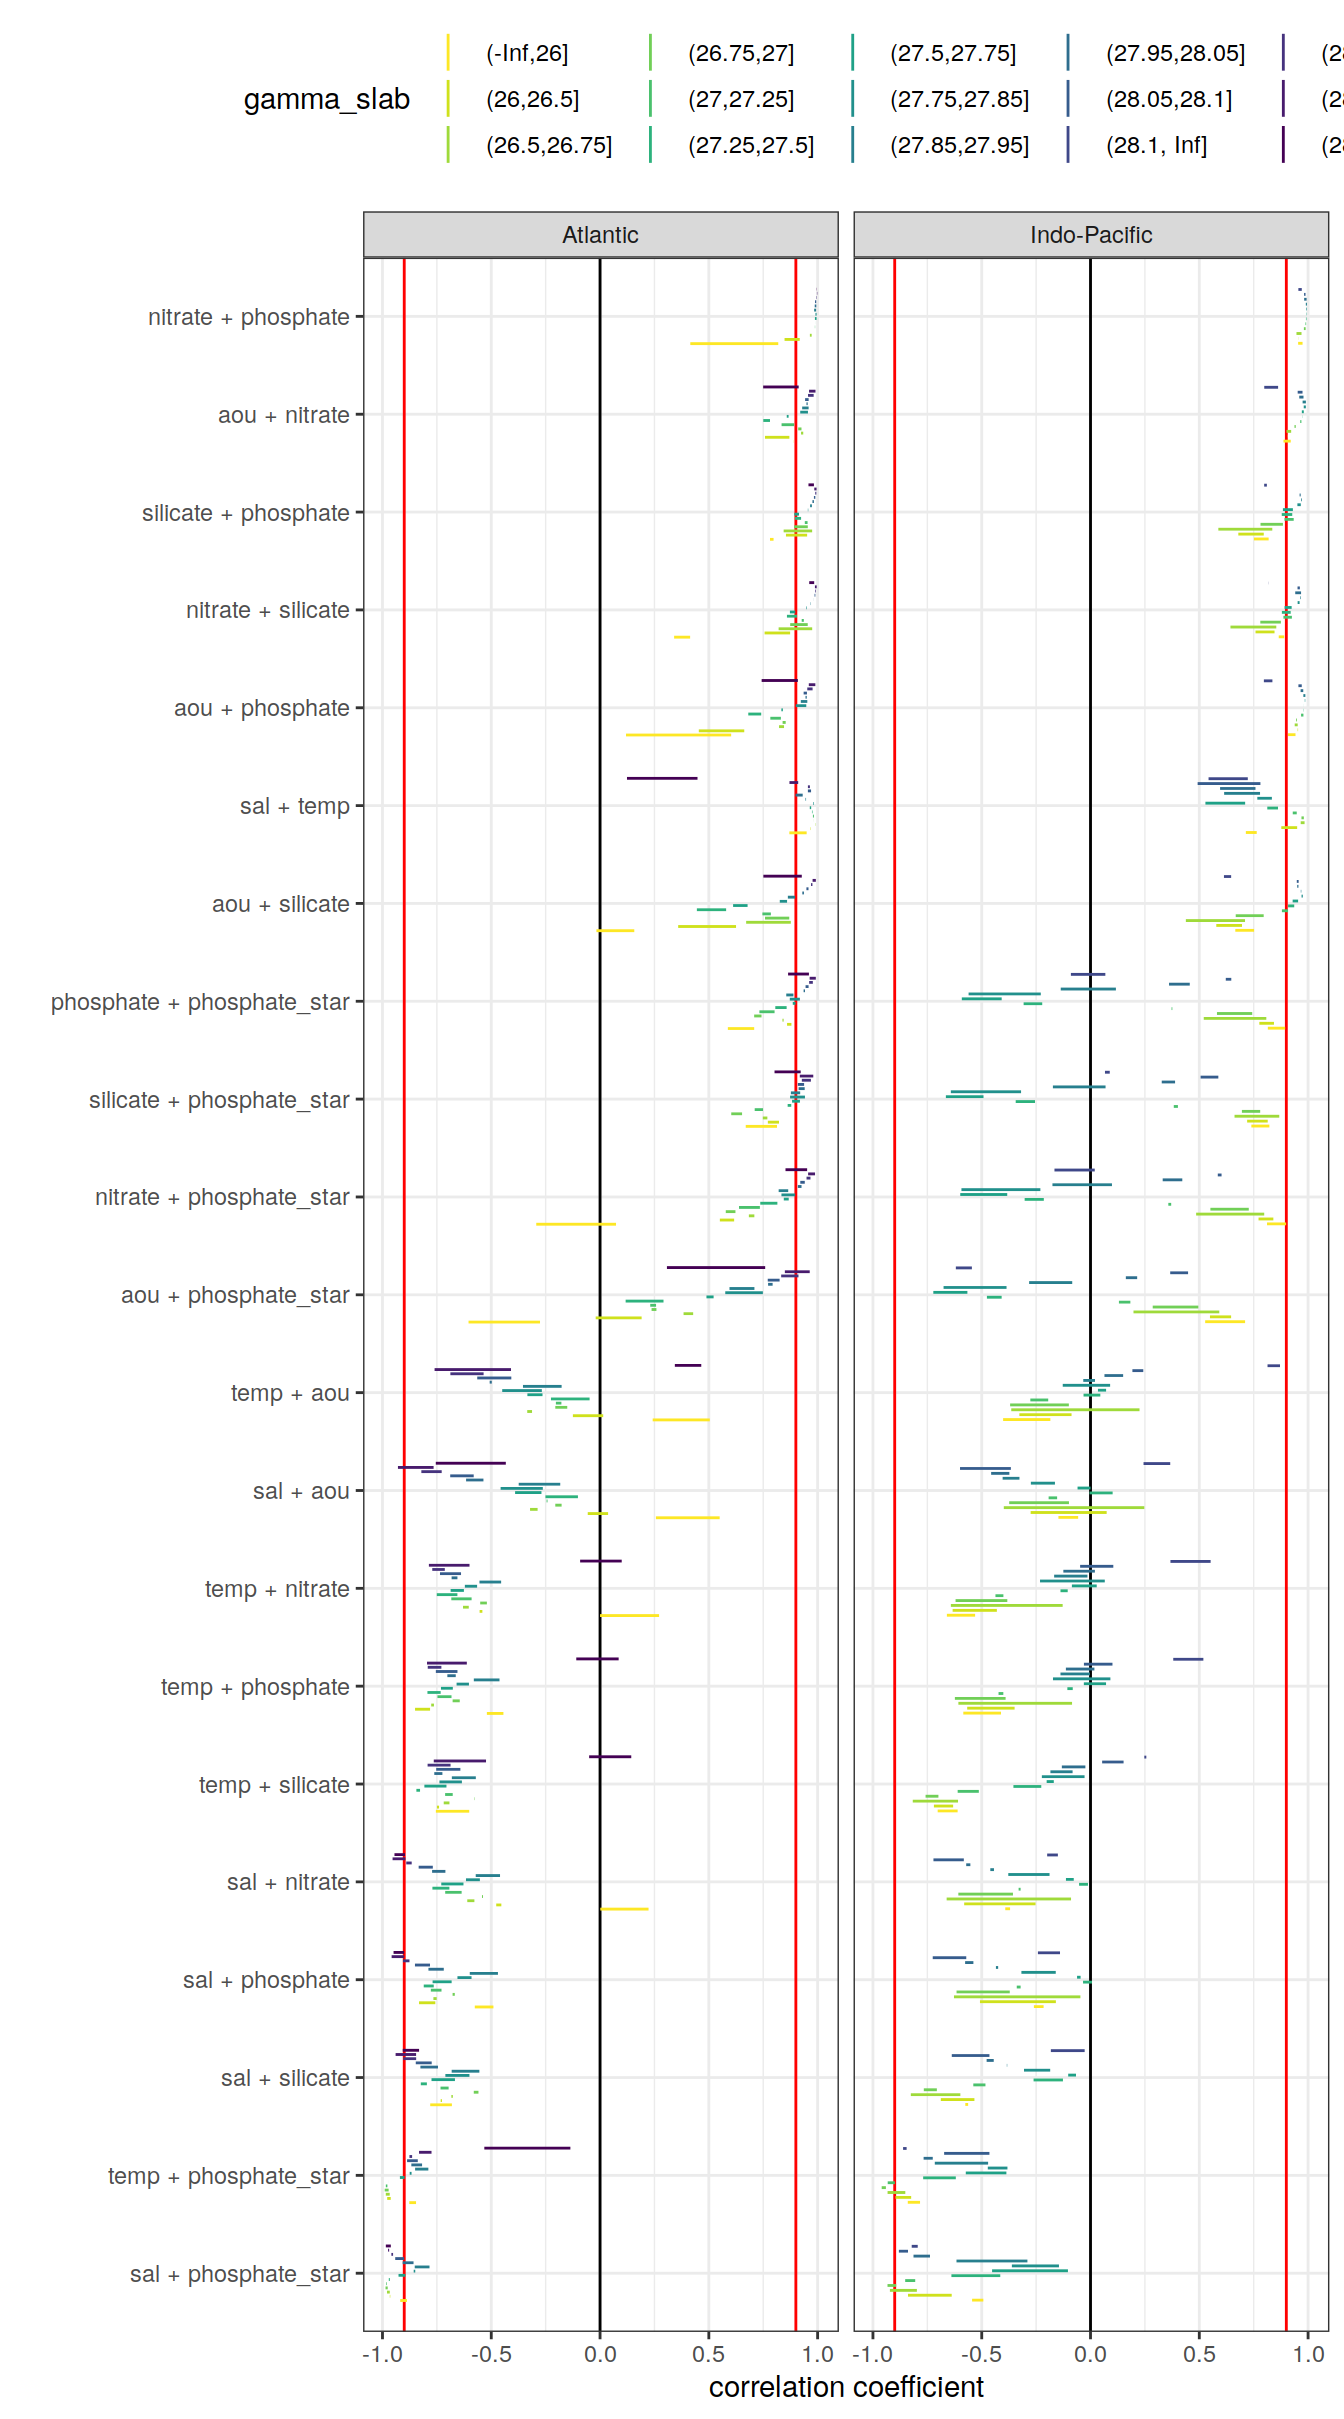 gamma_slab
(-Inf,26] (26.75,27] (27.5,27.75] (27.95,28.05]
(26,26.5] (27,27.25] (27.75,27.85] (28.05,28.1]
(26.5,26.75] (27.25,27.5] (27.85,27.95] (28.1, Inf]
Atlantic Indo-Pacific
nitrate + phosphate
aou + nitrate
silicate + phosphate
nitrate + silicate
aou + phosphate
sal + temp
aou + silicate
phosphate + phosphate_star
silicate + phosphate_star
nitrate + phosphate_star
aou + phosphate_star
temp + aou
sal + aou
temp + nitrate
temp + phosphate
temp + silicate
sal + nitrate
sal + phosphate
sal + silicate
temp + phosphate_star
sal + phosphate_star
-1.0 -0.5 0.0 0.5 1.0 -1.0 -0.5 0.0 0.5 1.0
correlation coefficient